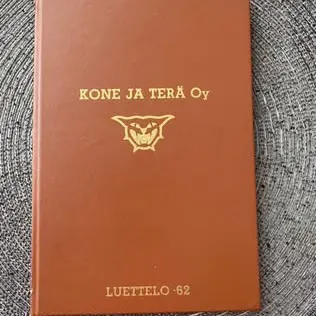 KONE JA TERÄ Oy
LUETTELO -62